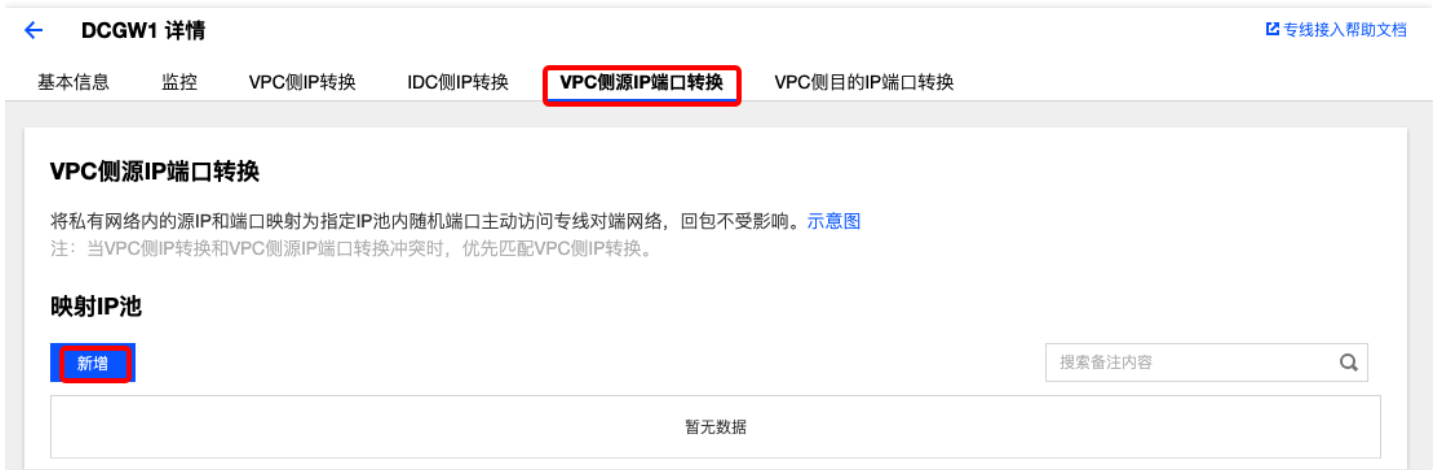 DCGW1 详情
专线接入帮助文档
基本信息 监控 VPC侧IP转换 IDC侧IP转换 VPC侧源IP端口转换 VPC侧目的IP端口转换
VPC侧源IP端口转换
将私有网络内的源IP和端口映射为指定IP池内随机端口主动访问专线对端网络，回包不受影响。示意图
注：当VPC侧IP转换和VPC侧源IP端口转换冲突时，优先匹配VPC侧IP转换。
映射IP池
新增
搜索备注内容
暂无数据